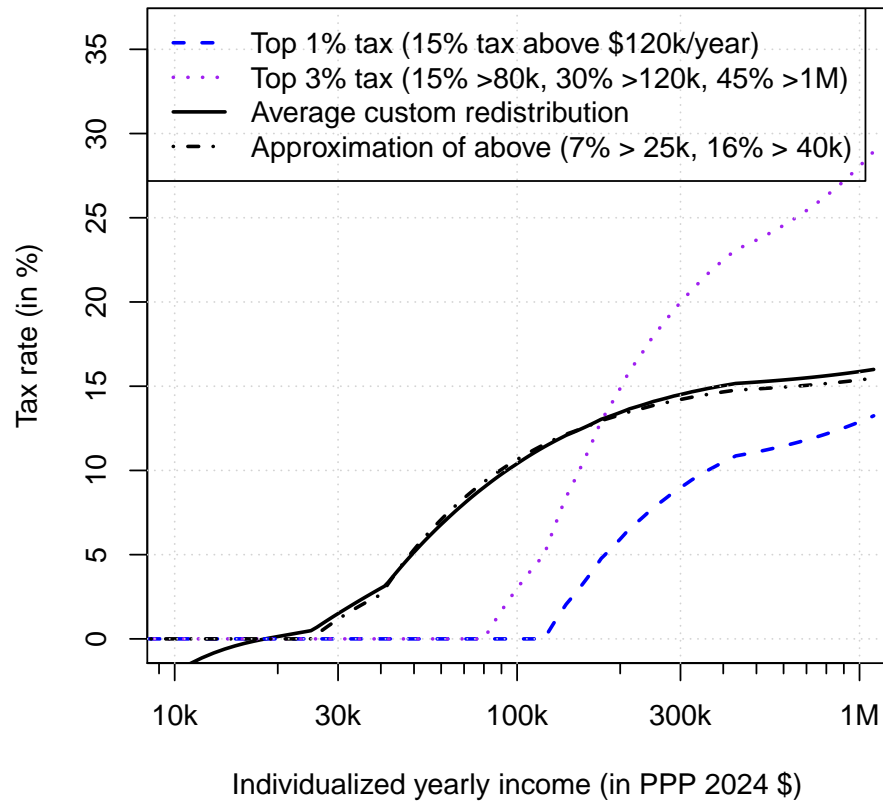 Top 1% tax (15% tax above $120k/year)
Top 3% tax (15% >80k, 30% >120k, 45% >1M)
Average custom redistribution
Approximation of above (7% > 25k, 16% > 40k)
Tax rate (in %)
35
30
25
20
15
10
5
0
10k 30k 100k 300k 1M
Individualized yearly income (in PPP 2024 $)